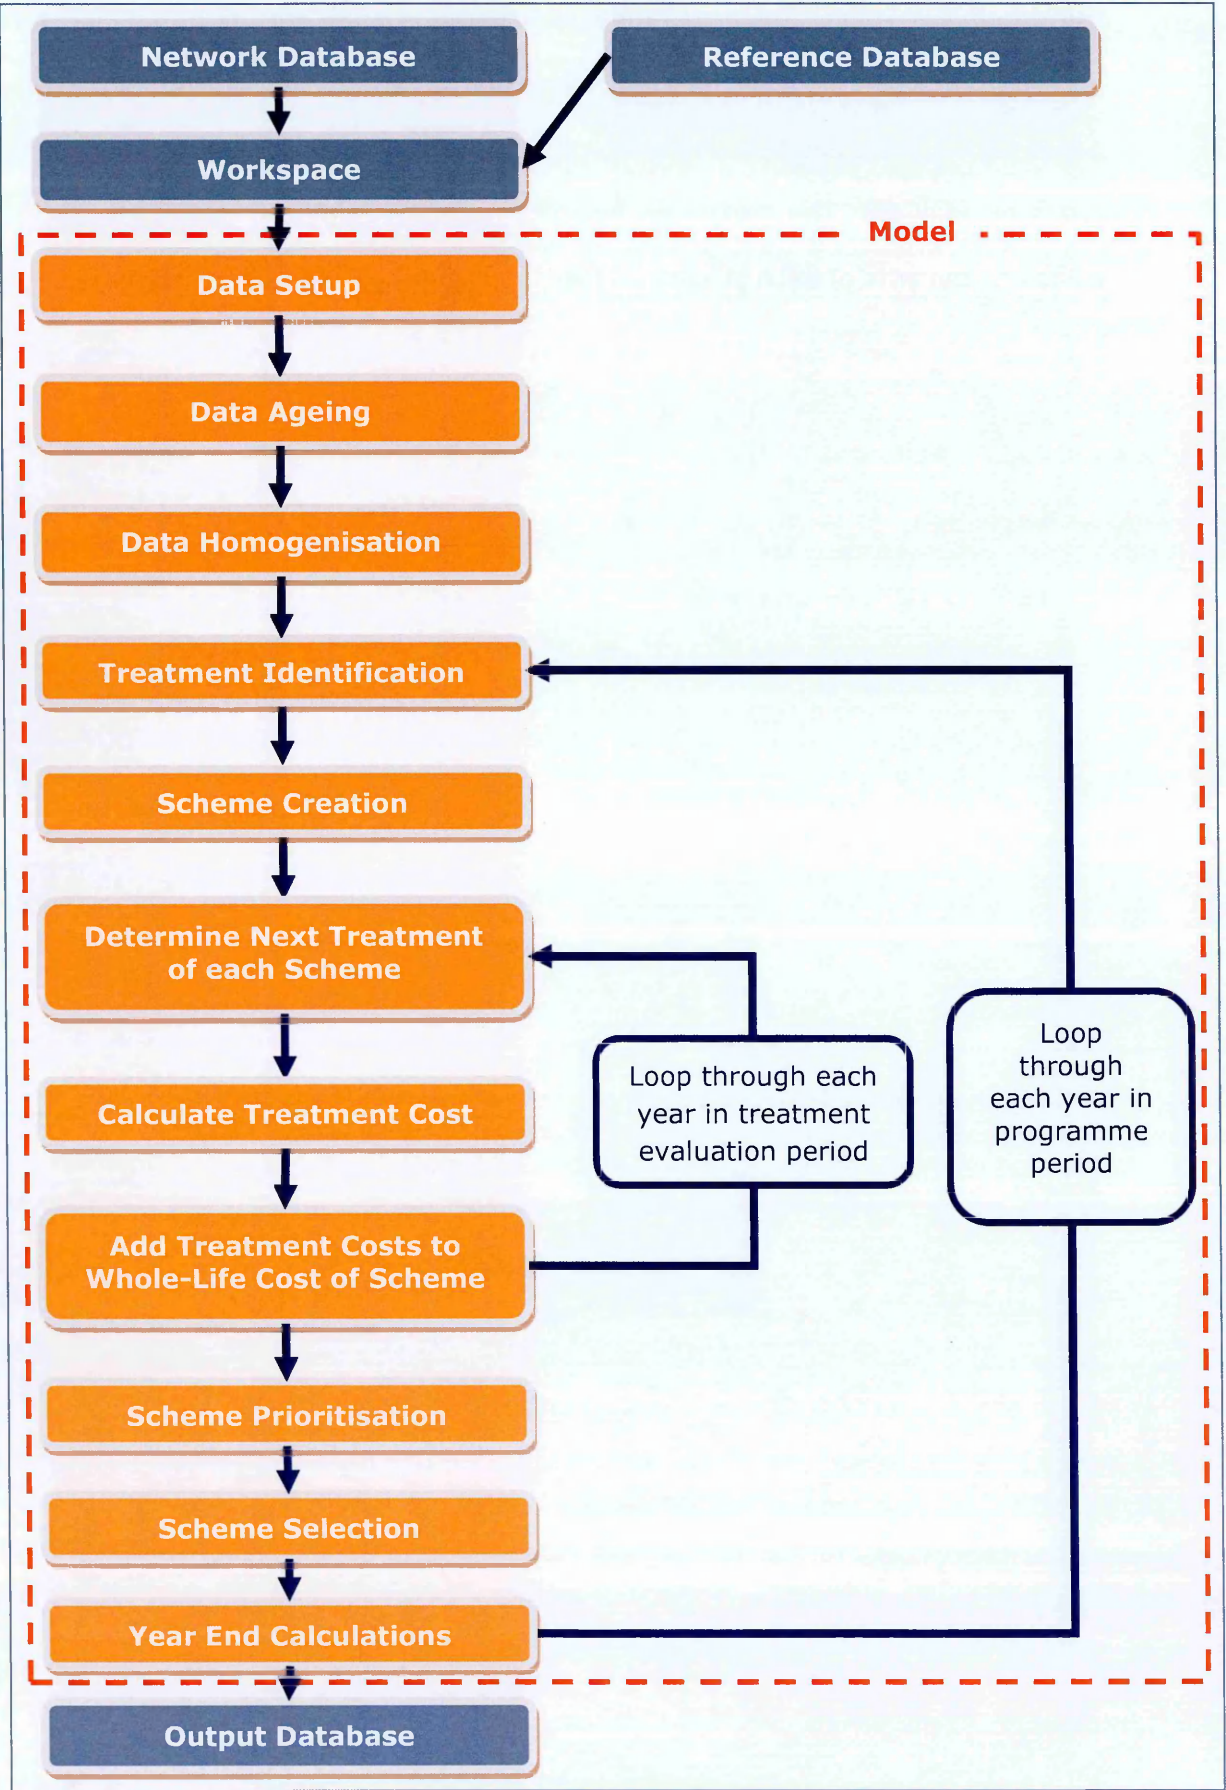 Network Database
Reference Database
Workspace
Model
Data Setup
Data Ageing
Data Homogenisation
Treatment Identification
Scheme Creation
Determine Next Treatment
of each Scheme
Loop through each
year in treatment
evaluation period
Loop
through
each year in
programme
period
Calculate Treatment Cost
Add Treatment Costs to
Whole-Life Cost of Scheme
Scheme Prioritisation
Scheme Selection
Year End Calculations
Output Database